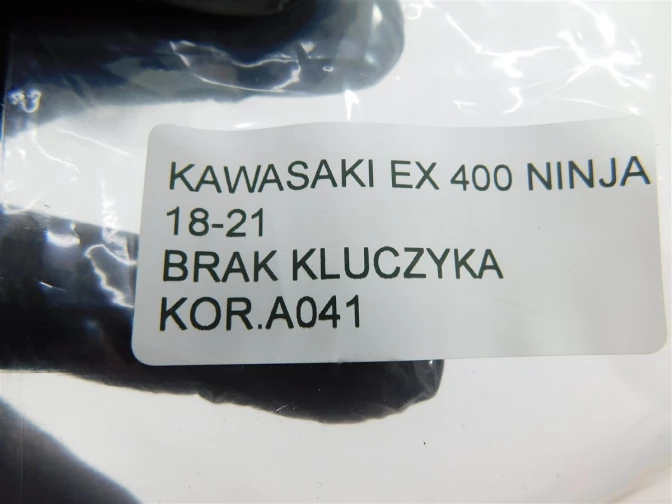 KAWASAKI EX 400 NINJA
18-21
BRAK KLUCZYKA
KOR.A041